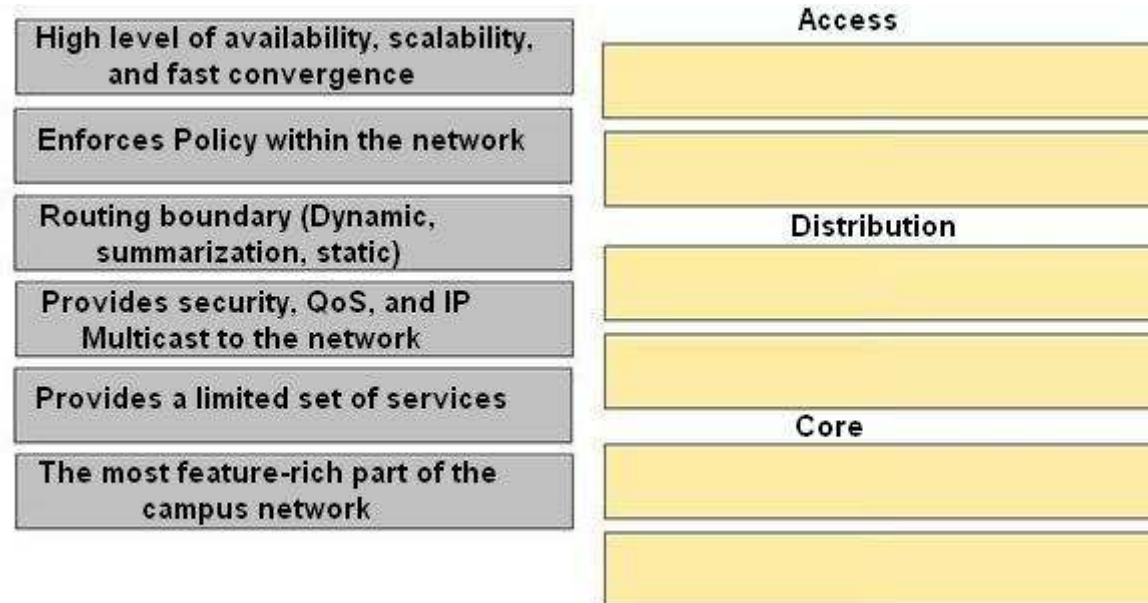 High level of availability, scalability,
and fast convergence
Enforces Policy within the network
Routing boundary (Dynamic,
summarization, static)
Provides security, QoS, and IP
Multicast to the network
Provides a limited set of services
The most feature-rich part of the
campus network
Access
Distribution
Core